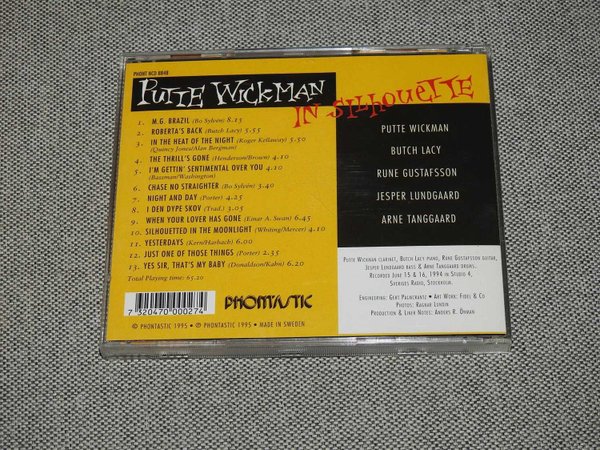 PHONT NCD 8848
PUTTE WICKMAN
IN SILHOUETTE
1. M.G. BRAZIL (Bo Sylvén) 8.15
2. ROBERTA'S BACK (Butch Lacy) 5.55
3. IN THE HEAT OF THE NIGHT (Roger Kellaway) 5.50
(Quincy Jones/Alan Bergman)
4. THE THRILL'S GONE (Henderson/Brown) 4.10
5. I'M GETTIN' SENTIMENTAL OVER YOU 4.10
(Bassman/Washington)
6. CHASE NO STRAIGHTER (Bo Sylvén) 3.40
7. NIGHT AND DAY (Porter) 4.25
8. I DEN DYPE SKOV (Trad.) 3.05
9. WHEN YOUR LOVER HAS GONE (Einar A. Swan) 6.45
10. SILHOUETTED IN THE MOONLIGHT (Whiting/Mercer) 4.10
11. YESTERDAYS (Kern/Harbach) 6.00
12. JUST ONE OF THOSE THINGS (Porter) 2.35
13. YES SIR, THAT'S MY BABY (Donaldson/Kahn) 6.20
Total Playing time: 65.20
7 320470 000274
PHONTASTIC
© PHONTASTIC 1995 • ℗ PHONTASTIC 1995 • MADE IN SWEDEN
PUTTE WICKMAN
BUTCH LACY
RUNE GUSTAFSSON
JESPER LUNDGAARD
ARNE TANGGAARD
PUTTE WICKMAN CLARINET, BUTCH LACY PIANO, RUNE GUSTAFSSON GUITAR,
JESPER LUNDGAARD BASS & ARNE TANGGAARD DRUMS.
RECORDED JUNE 15 & 16, 1994 IN STUDIO 4,
SVERIGES RADIO, STOCKHOLM.
ENGINEERING: GERT PALMCRANTZ • ART WORK: FIDEL & CO
PHOTOS: RAGNAR LUNDIN
PRODUCTION & LINER NOTES: ANDERS R. ÖHMAN